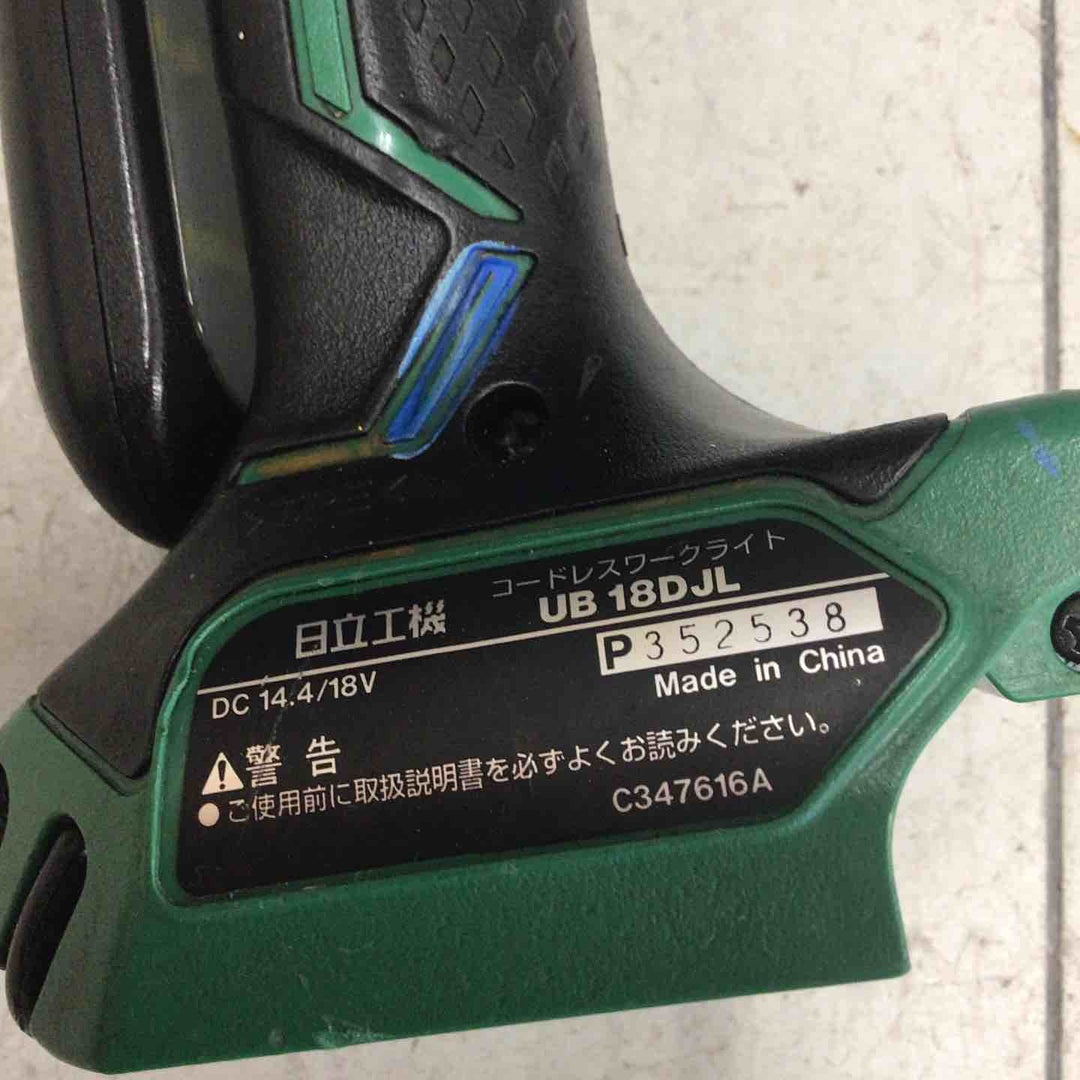 コードレスワークライト
日立工機 UB 18DJL
DC 14.4/18V P352538
Made in China
警告
●ご使用前に取扱説明書を必ずよくお読みください。
C347616A